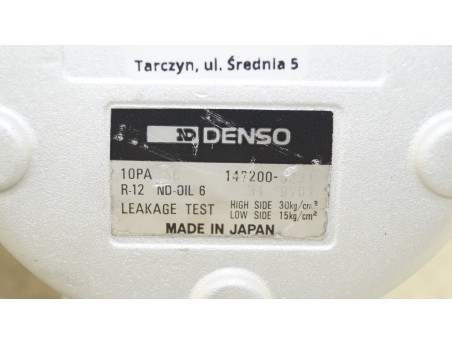 Tarczyn, ul. Średnia 5
ND DENSO
10PA 147200-
R-12 ND-OIL 6
LEAKAGE TEST HIGH SIDE 30kg/cm²
LOW SIDE 15kg/cm²
MADE IN JAPAN